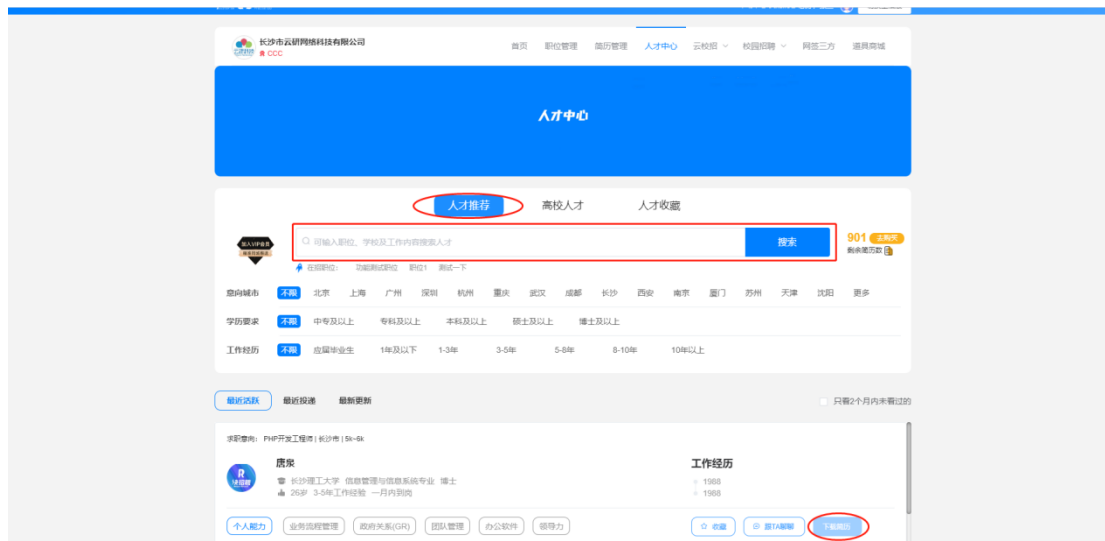 长沙市云研网络科技有限公司
CCC
首页 职位管理 简历管理 人才中心 云校招 校园招聘 网签三方 道具商城
人才中心
人才推荐 高校人才 人才收藏
加入VIP会员
可输入职位、学校及工作内容搜索人才 搜索
901 去购买
剩余简历数
在招职位： 功能测试职位 职位1 测试一下
意向城市 不限 北京 上海 广州 深圳 杭州 重庆 武汉 成都 长沙 西安 南京 厦门 苏州 天津 沈阳 更多
学历要求 不限 中专及以上 专科及以上 本科及以上 硕士及以上 博士及以上
工作经历 不限 应届毕业生 1年及以下 1-3年 3-5年 5-8年 8-10年 10年以上
最近活跃 最近投递 最新更新 只看2个月内未看过的
求职意向： PHP开发工程师 | 长沙市 | 5k-6k
唐泉
长沙理工大学 信息管理与信息系统专业 博士
26岁 3-5年工作经验 一月内到岗
工作经历
1988
1988
个人能力 业务流程管理 政府关系(GR) 团队管理 办公软件 领导力
收藏 跟TA聊聊 下载简历